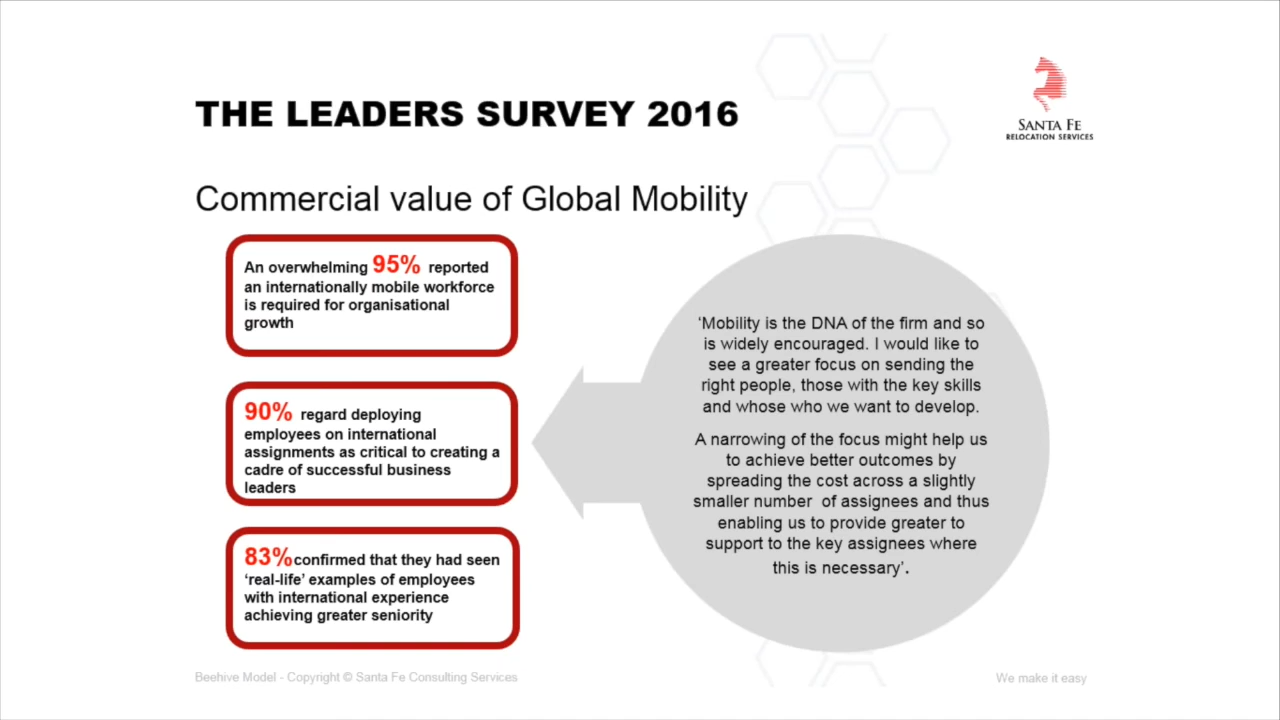 THE LEADERS SURVEY 2016
SANTA FE
RELOCATION SERVICES
Commercial value of Global Mobility
An overwhelming 95% reported
an internationally mobile workforce
is required for organisational
growth
90% regard deploying
employees on international
assignments as critical to creating a
cadre of successful business
leaders
83%confirmed that they had seen
‘real-life’ examples of employees
with international experience
achieving greater seniority
‘Mobility is the DNA of the firm and so
is widely encouraged. I would like to
see a greater focus on sending the
right people, those with the key skills
and whose who we want to develop.
A narrowing of the focus might help us
to achieve better outcomes by
spreading the cost across a slightly
smaller number of assignees and thus
enabling us to provide greater to
support to the key assignees where
this is necessary’.
Beehive Model - Copyright © Santa Fe Consulting Services
We make it easy